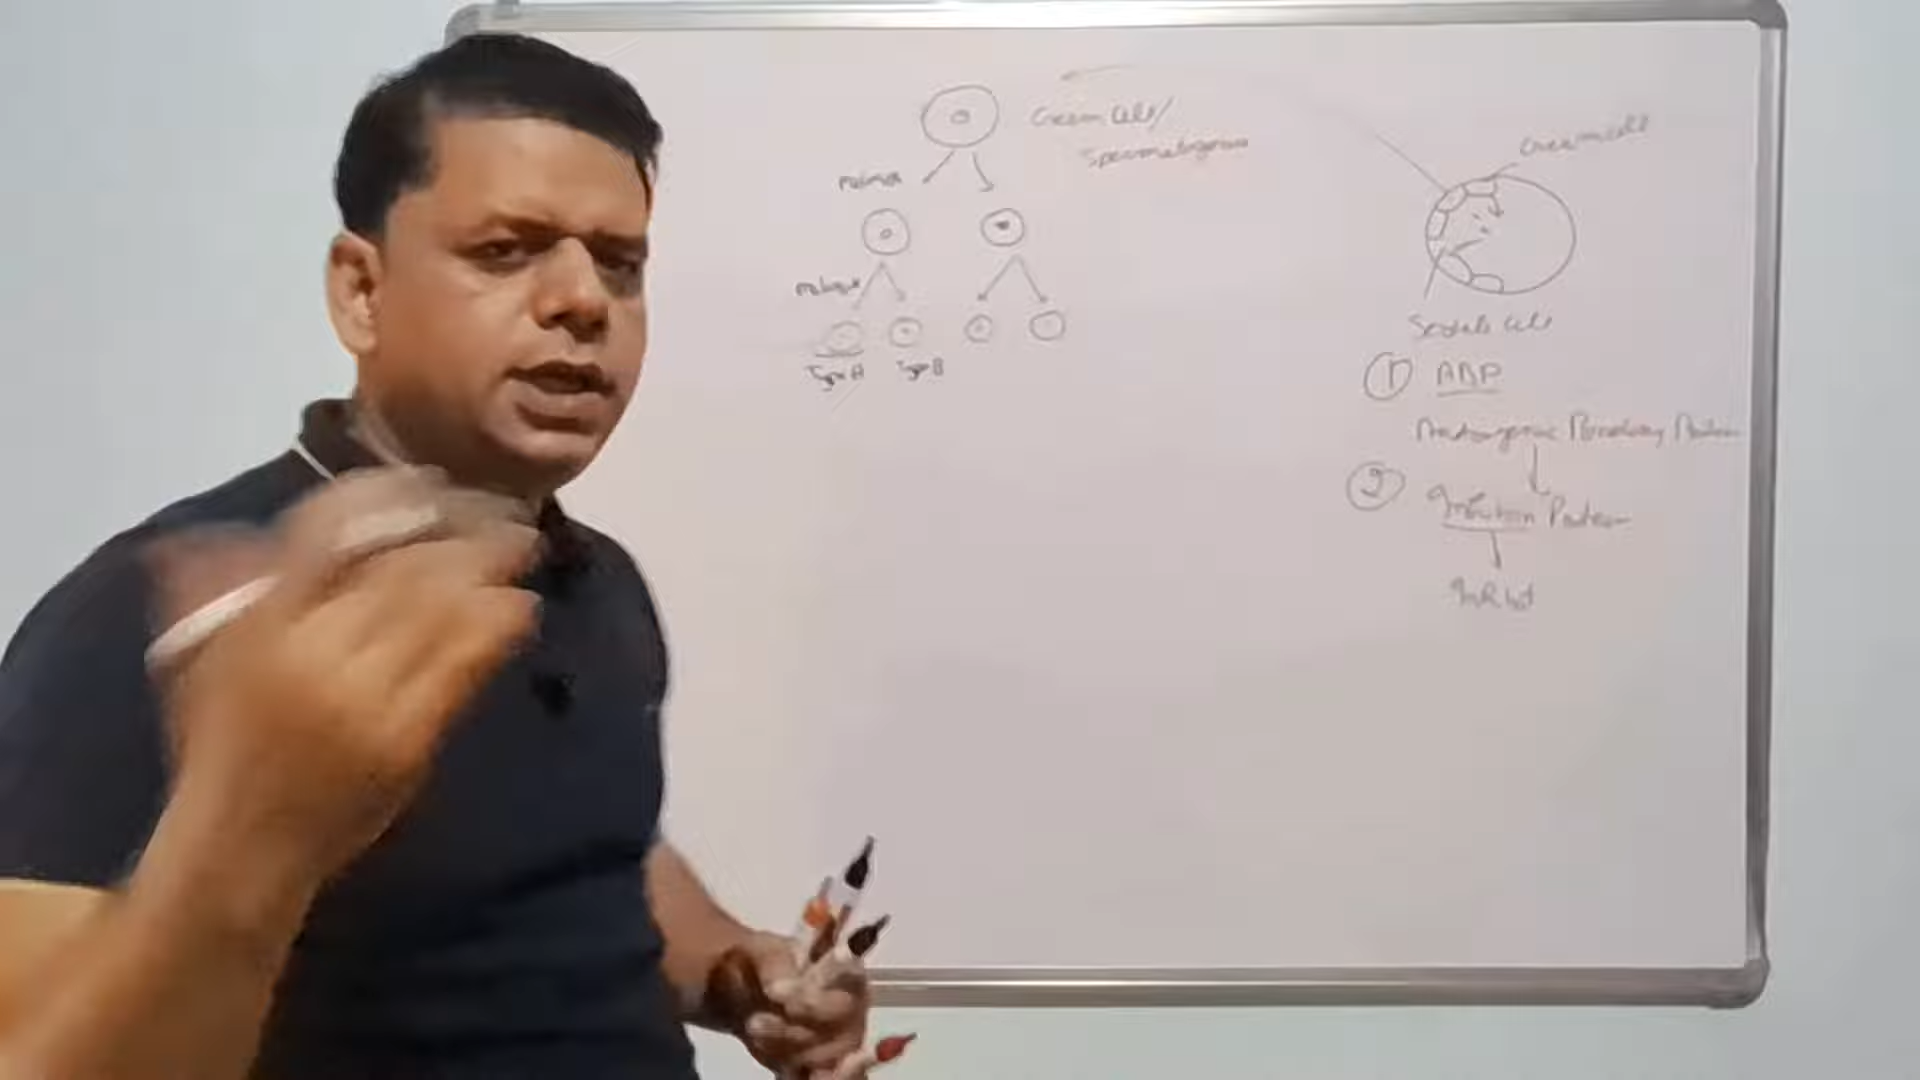 Germ Cell/
Spermatogonia
mitosis
mitosis
Type A Type B
Germ cell
Sertoli Cell
① ABP
Androgenic Binding Protein
② Inhibin Protein
Inhibit